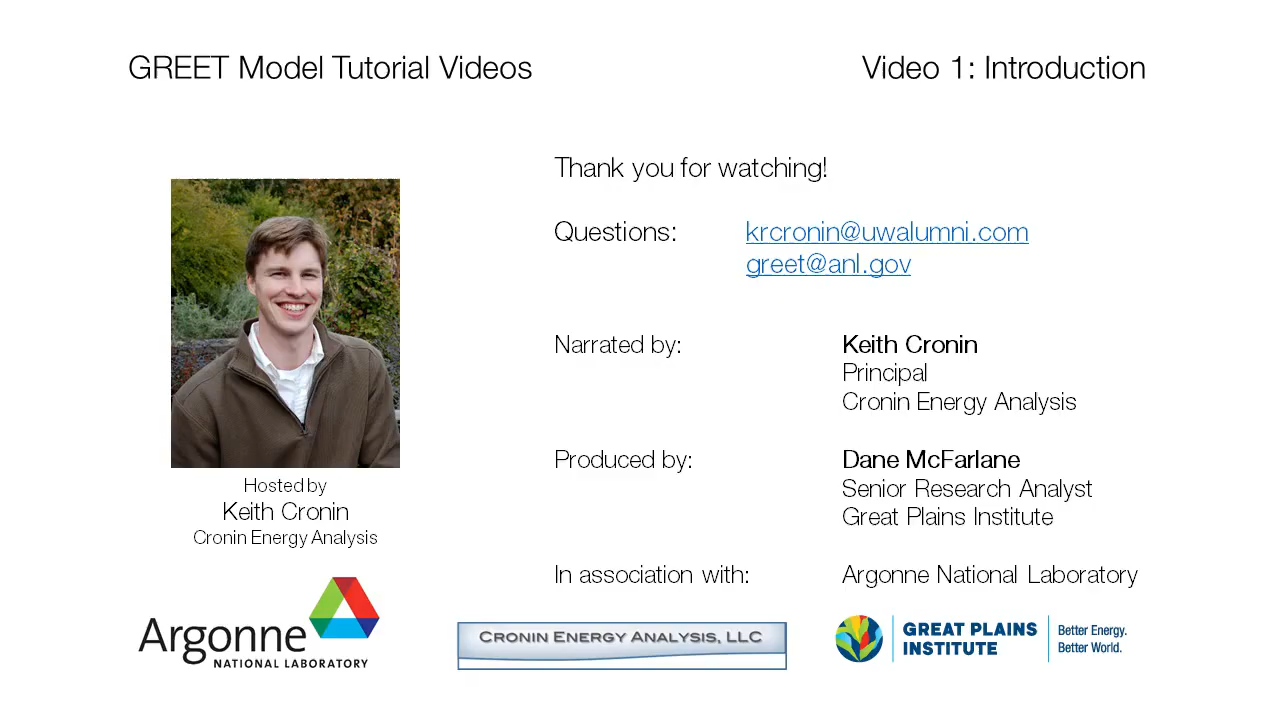 GREET Model Tutorial Videos
Video 1: Introduction
Thank you for watching!
Questions: krcronin@uwalumni.com
greet@anl.gov
Narrated by: Keith Cronin
Principal
Cronin Energy Analysis
Produced by: Dane McFarlane
Senior Research Analyst
Great Plains Institute
In association with: Argonne National Laboratory
Hosted by
Keith Cronin
Cronin Energy Analysis
Argonne
NATIONAL LABORATORY
CRONIN ENERGY ANALYSIS, LLC
GREAT PLAINS
INSTITUTE
Better Energy.
Better World.